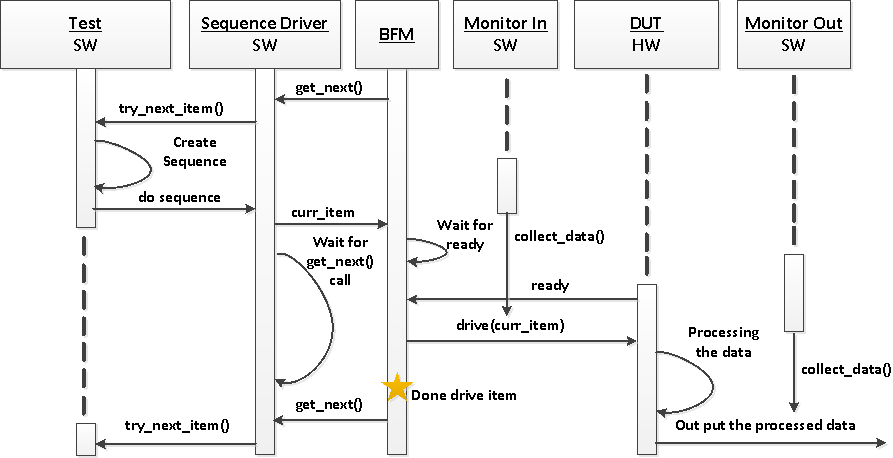 Test
SW
Sequence Driver
SW
BFM
Monitor In
SW
DUT
HW
Monitor Out
SW
get_next()
try_next_item()
Create
Sequence
do sequence
curr_item
Wait for
ready
collect_data()
Wait for
get_next()
call
ready
drive(curr_item)
Processing
the data
collect_data()
Done drive item
get_next()
try_next_item()
Out put the processed data